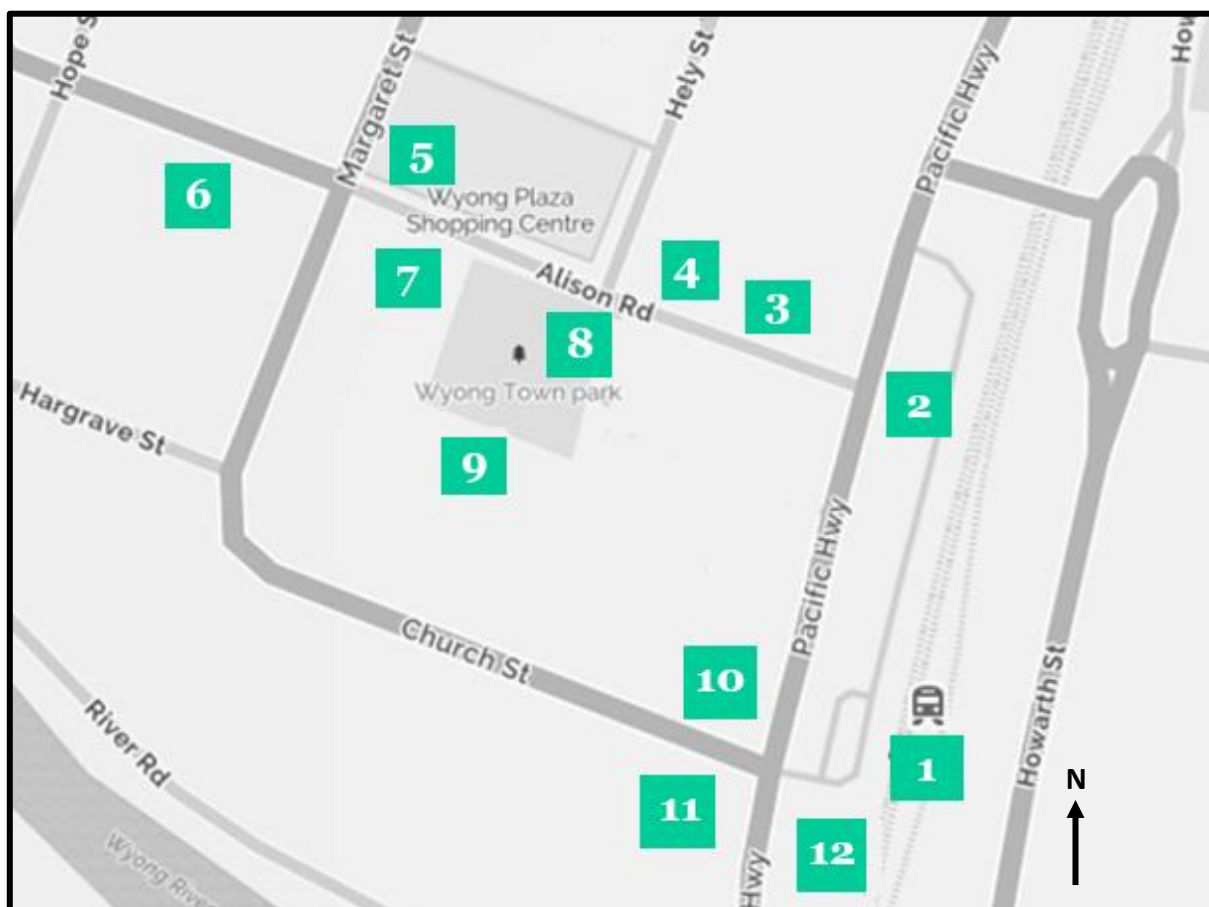 Hope S
Margaret St
Hely St
Pacific Hwy
How
5
6
Wyong Plaza
Shopping Centre
7
Alison Rd
4
3
8
Wyong Town park
2
Hargrave St
9
Pacific Hwy
Church St
10
River Rd
Howarth St
1
N
11
12
Wyong River
Hwy